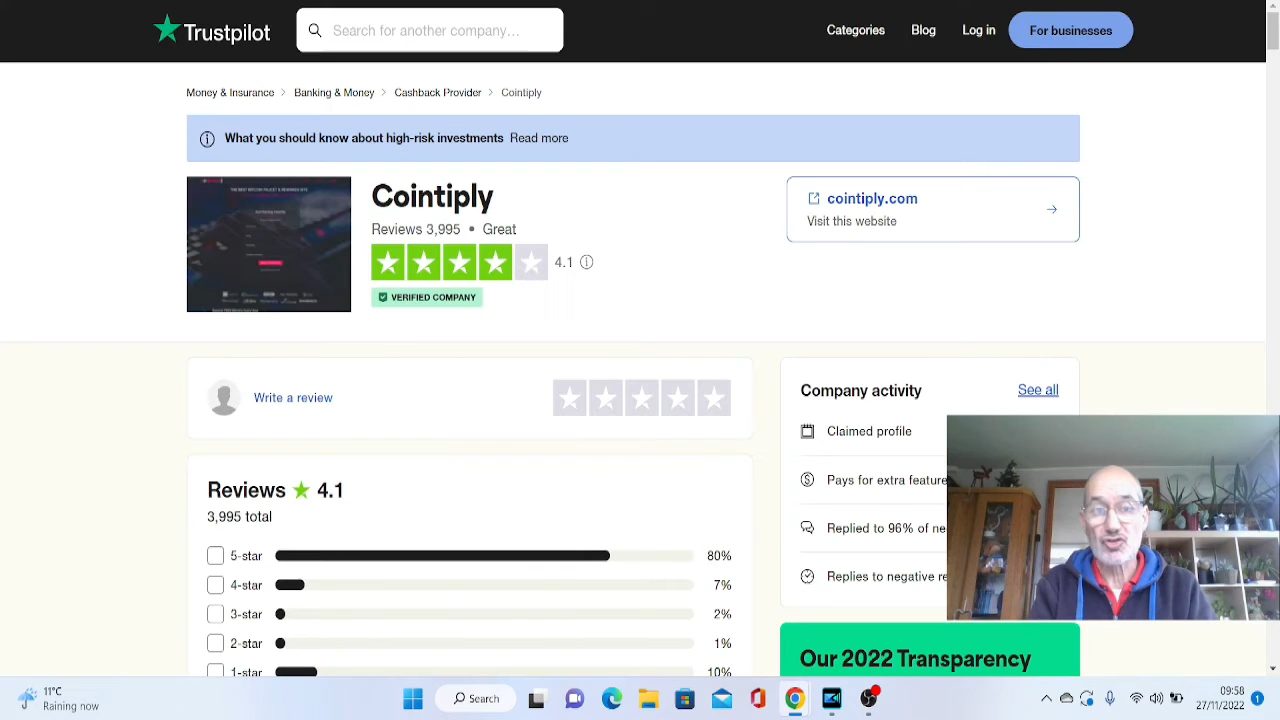 Trustpilot
Search for another company…
Categories
Blog
Log in
For businesses
Money & Insurance > Banking & Money > Cashback Provider > Cointiply
What you should know about high-risk investments Read more
Cointiply
Reviews 3,995 • Great
4.1
VERIFIED COMPANY
cointiply.com
Visit this website
Write a review
Reviews 4.1
3,995 total
5-star 80%
4-star 7%
3-star 2%
2-star 1%
1-star 10%
Company activity
See all
Claimed profile
Pays for extra feature
Replied to 96% of ne
Replies to negative re
Our 2022 Transparency
11°C
Raining now
Search
27/11/2022
1